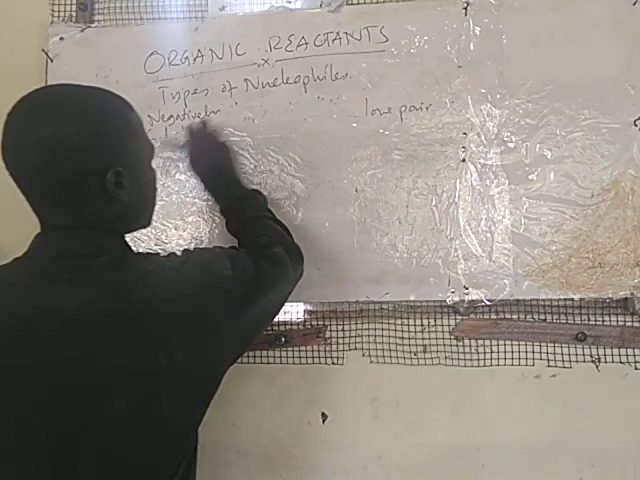 ORGANIC REACTANTS
Types of Nucleophiles.
Negatively lone pair